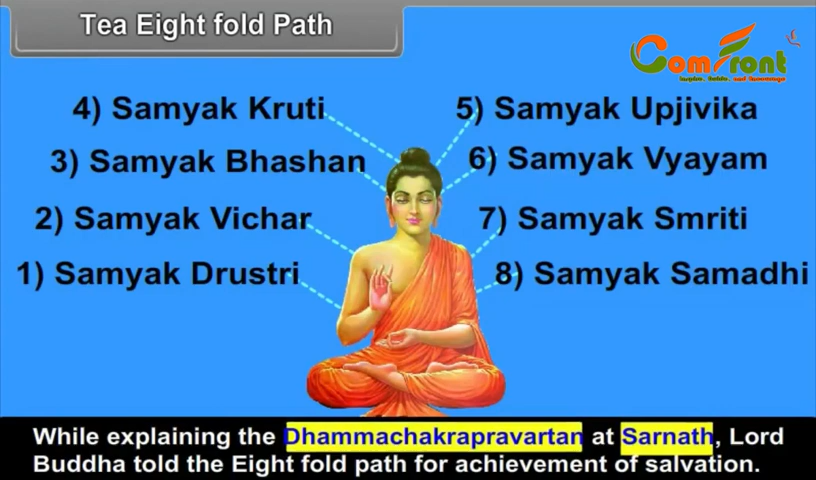 Tea Eight fold Path
ComFront
4) Samyak Kruti
5) Samyak Upjivika
3) Samyak Bhashan
6) Samyak Vyayam
2) Samyak Vichar
7) Samyak Smriti
1) Samyak Drustri
8) Samyak Samadhi
While explaining the Dhammachakrapravartan at Sarnath, Lord
Buddha told the Eight fold path for achievement of salvation.